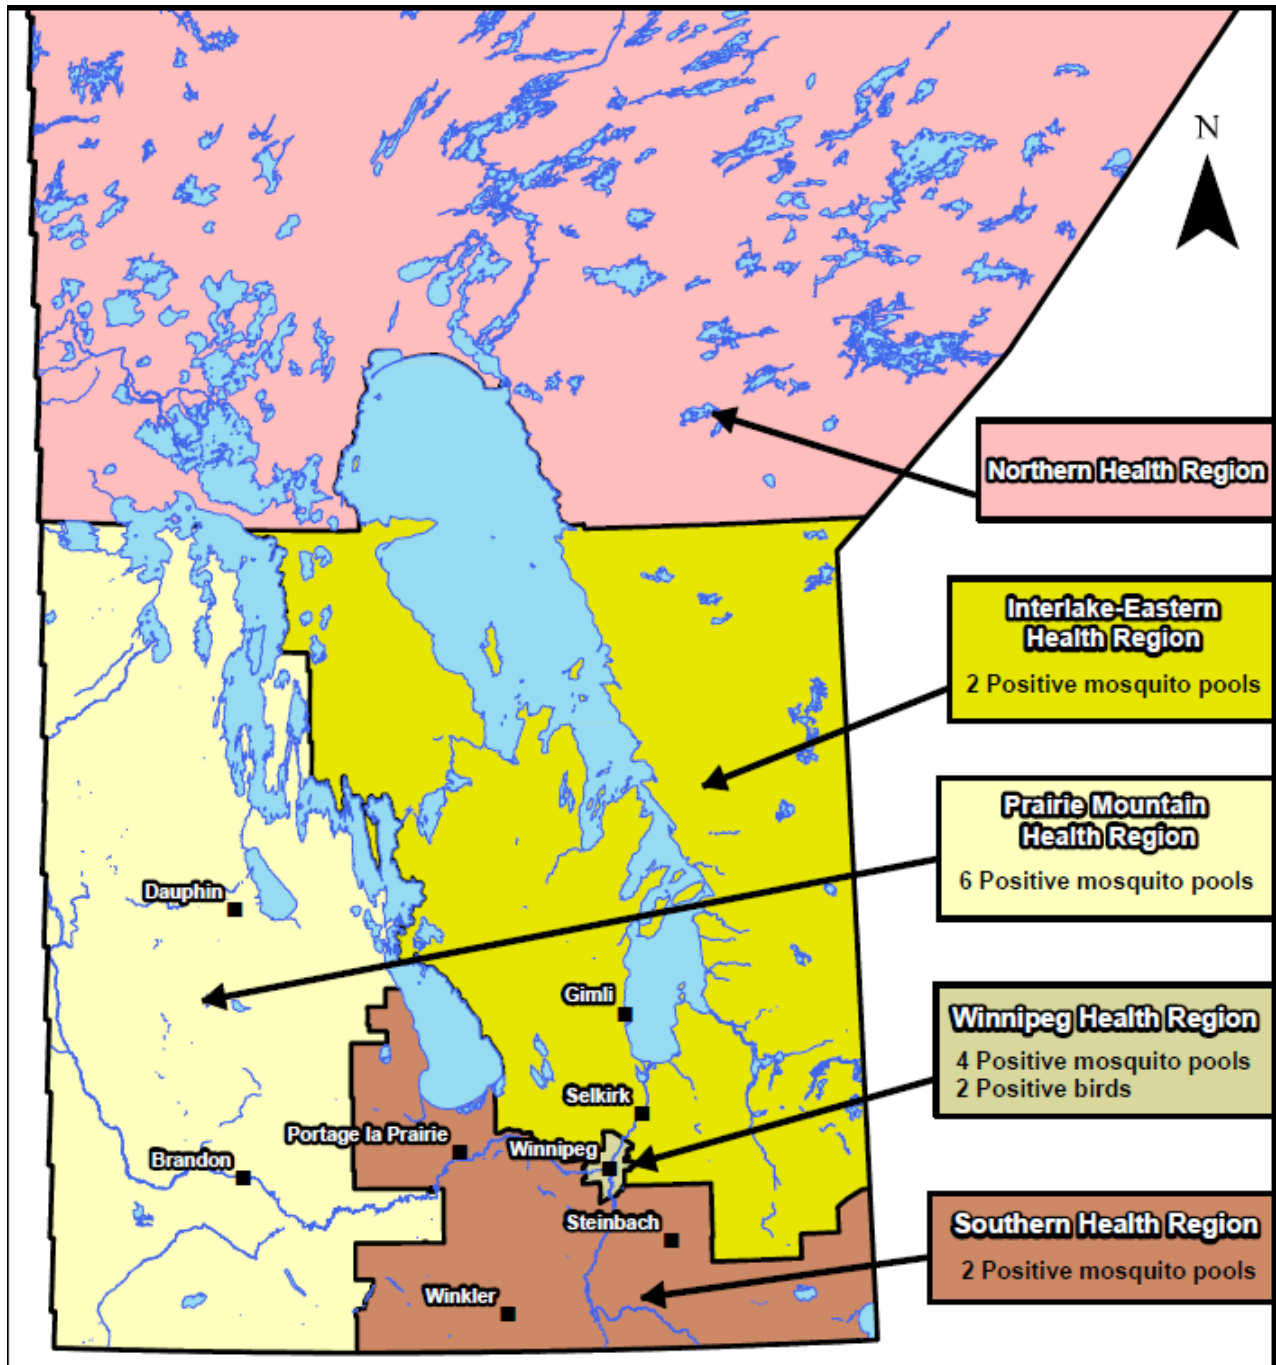 N
Northern Health Region
Interlake-Eastern
Health Region
2 Positive mosquito pools
Prairie Mountain
Health Region
6 Positive mosquito pools
Dauphin
Gimli
Winnipeg Health Region
4 Positive mosquito pools
2 Positive birds
Selkirk
Portage la Prairie
Winnipeg
Brandon
Steinbach
Southern Health Region
2 Positive mosquito pools
Winkler